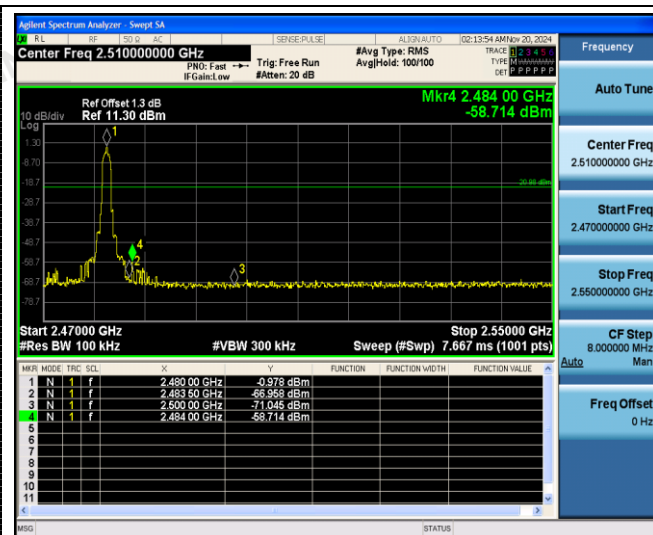 Agilent Spectrum Analyzer - Swept SA
RL RF 50 Ω AC SENSE:PULSE ALIGNAUTO 02:13:54 AM Nov 20, 2024
Center Freq 2.510000000 GHz #Avg Type: RMS TRACE 1 2 3 4 5 6
PNO: Fast Trig: Free Run Avg|Hold: 100/100 TYPE M WWWWW
IFGain:Low #Atten: 20 dB DET P P P P P P
Mkr4 2.484 00 GHz
Ref Offset 1.3 dB
10 dB/div Ref 11.30 dBm -58.714 dBm
Log
1
1.30
-8.70
-18.7
-20.98 dBm
-28.7
-38.7
-48.7
4
-58.7
2
3
-68.7
-78.7
Start 2.47000 GHz Stop 2.55000 GHz
#Res BW 100 kHz #VBW 300 kHz Sweep (#Swp) 7.667 ms (1001 pts)
MKR MODE TRC SCL X Y FUNCTION FUNCTION WIDTH FUNCTION VALUE
1 N 1 f 2.480 00 GHz -0.978 dBm
2 N 1 f 2.483 50 GHz -66.958 dBm
3 N 1 f 2.500 00 GHz -71.045 dBm
4 N 1 f 2.484 00 GHz -58.714 dBm
5
6
7
8
9
10
11
MSG STATUS
Frequency
Auto Tune
Center Freq
2.510000000 GHz
Start Freq
2.470000000 GHz
Stop Freq
2.550000000 GHz
CF Step
8.000000 MHz
Auto Man
Freq Offset
0 Hz